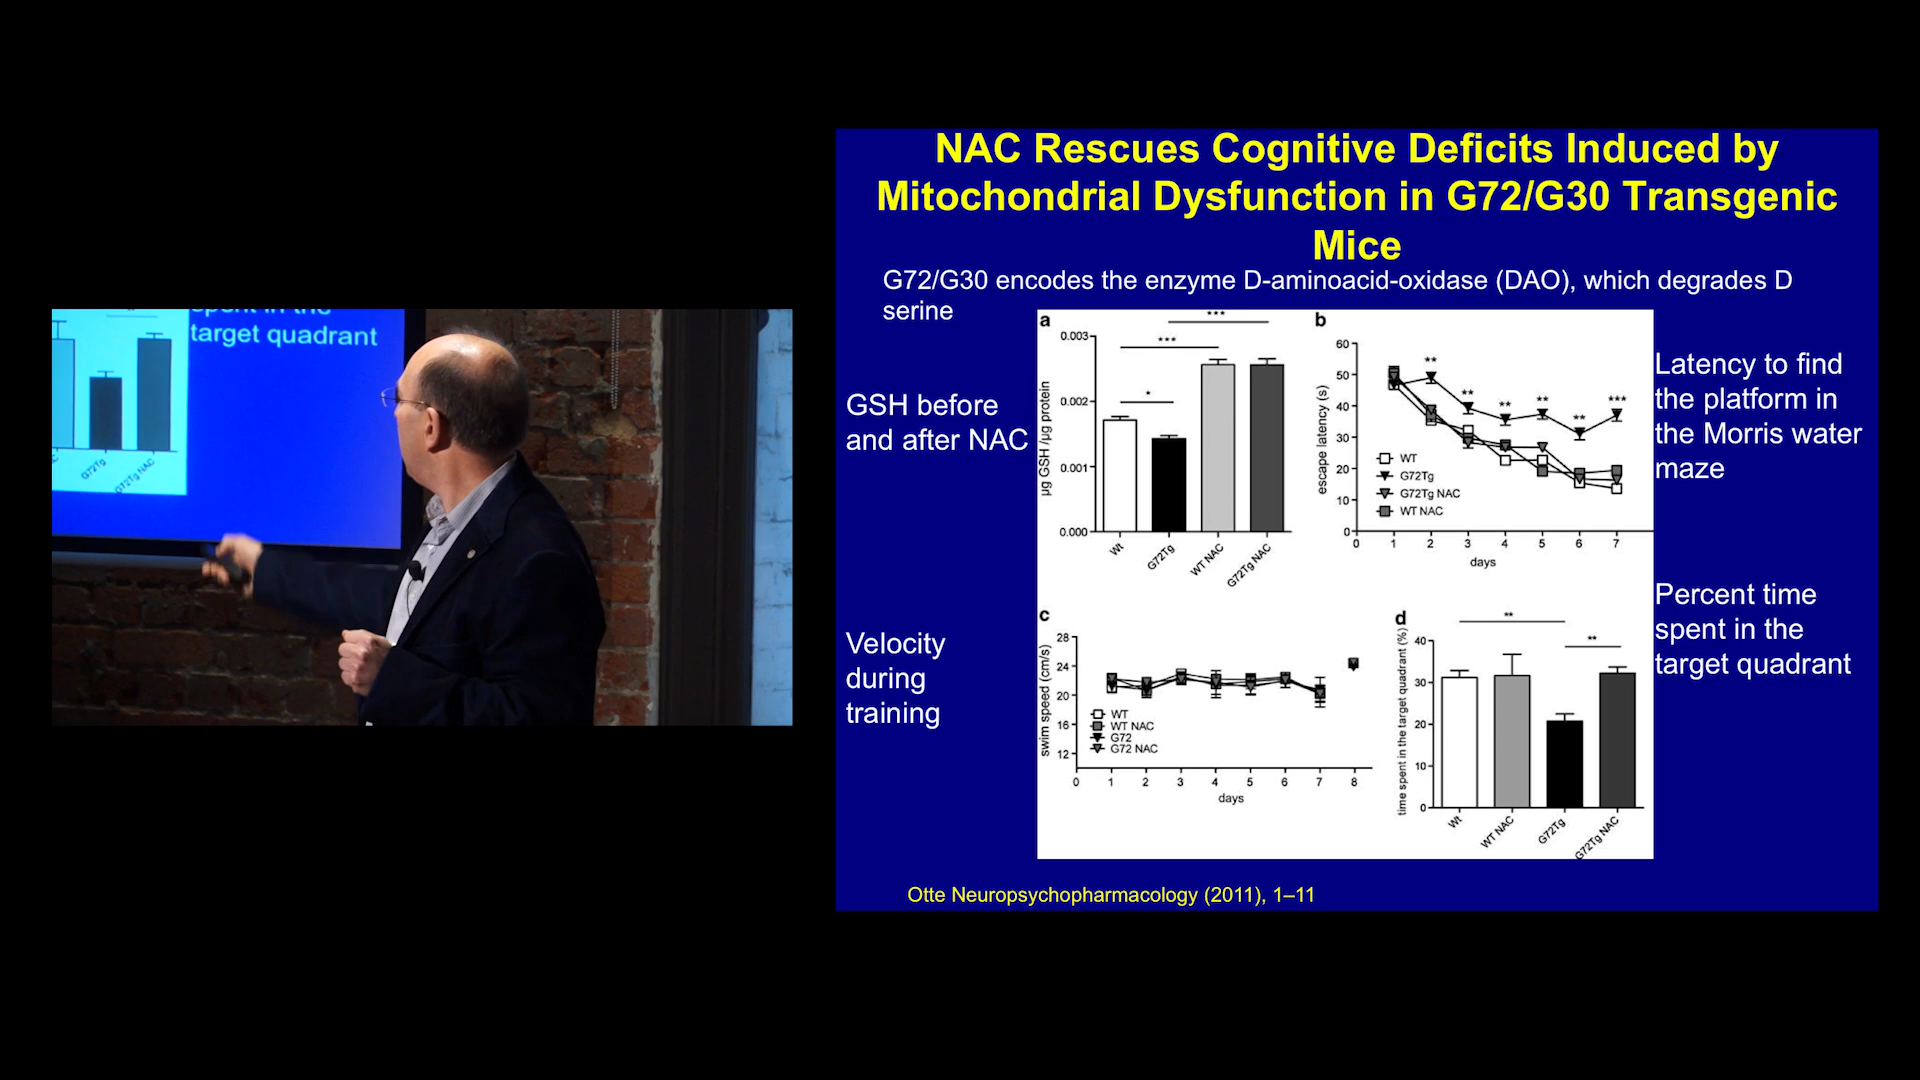 spent in the
target quadrant
G72Tg
G72Tg NAC
NAC Rescues Cognitive Deficits Induced by
Mitochondrial Dysfunction in G72/G30 Transgenic
Mice
G72/G30 encodes the enzyme D-aminoacid-oxidase (DAO), which degrades D
serine
GSH before
and after NAC
a
µg GSH /µg protein
0.003
0.002
0.001
0.000
***
***
*
Wt
G72Tg
WT NAC
G72Tg NAC
b
escape latency (s)
60
50
40
30
20
10
0
** ** ** ** ** ***
WT
G72Tg
G72Tg NAC
WT NAC
0 1 2 3 4 5 6 7
days
Latency to find
the platform in
the Morris water
maze
Velocity
during
training
c
swim speed (cm/s)
28
24
20
16
12
WT
WT NAC
G72
G72 NAC
0 1 2 3 4 5 6 7 8
days
d
time spent in the target quadrant (%)
40
30
20
10
0
**
**
Wt
WT NAC
G72Tg
G72Tg NAC
Percent time
spent in the
target quadrant
Otte Neuropsychopharmacology (2011), 1–11